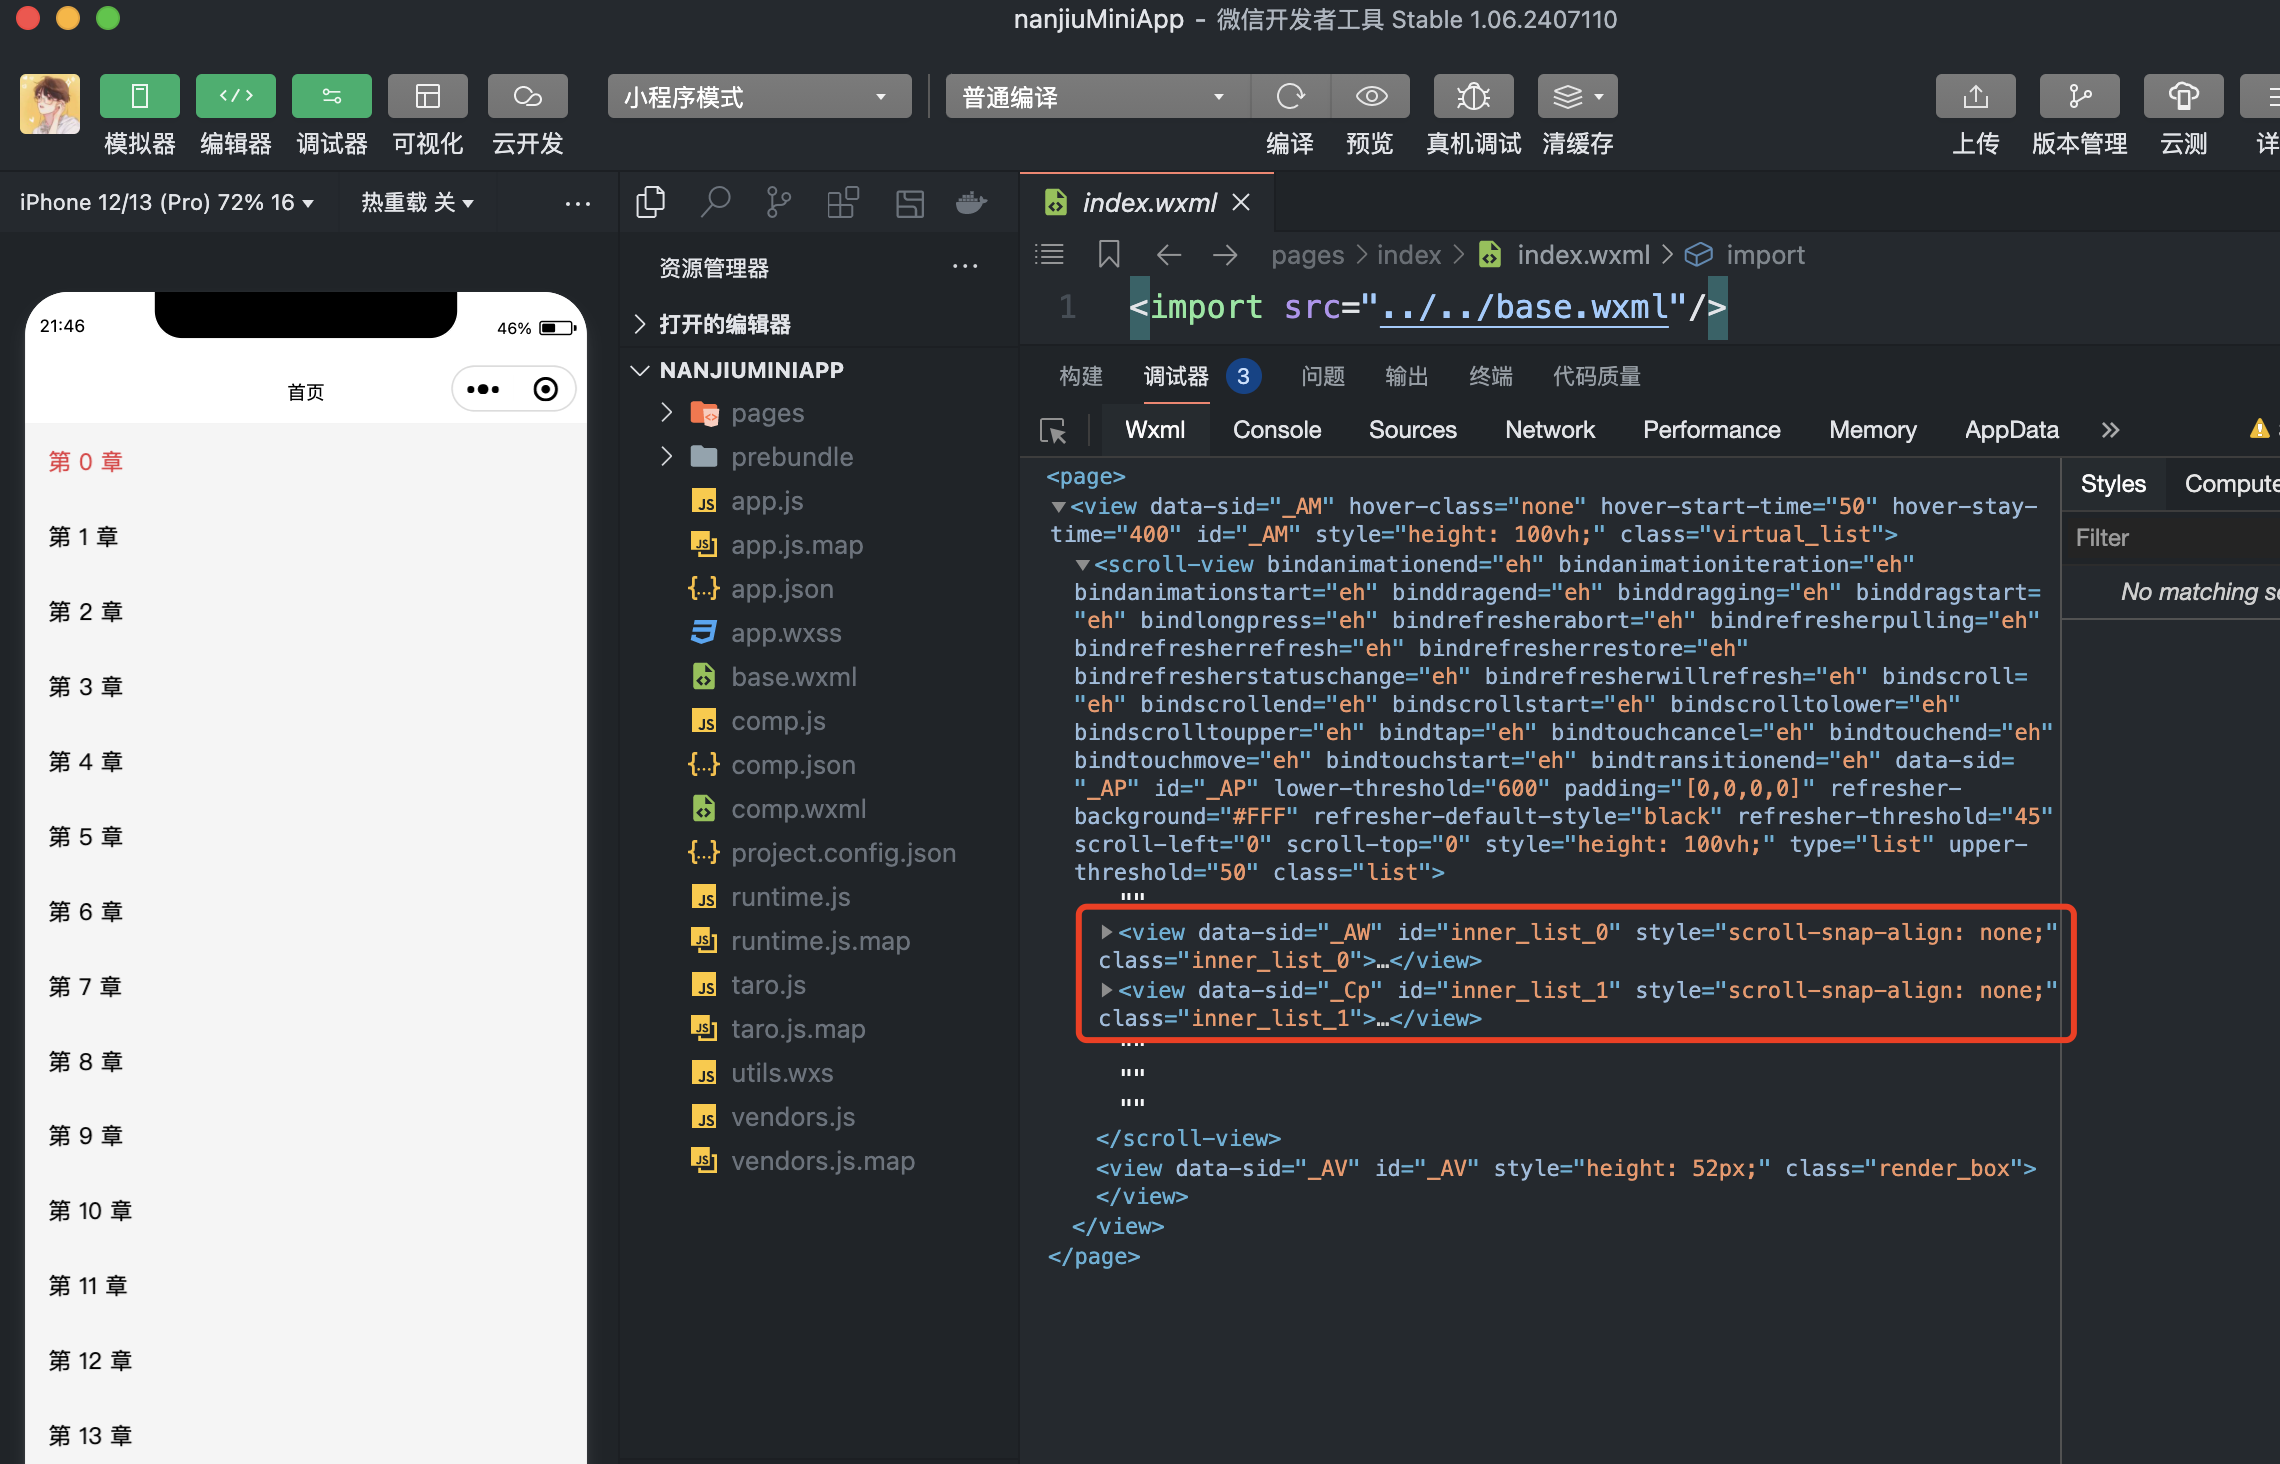 nanjiuMiniApp - 微信开发者工具 Stable 1.06.2407110
小程序模式
普通编译
模拟器 编辑器 调试器 可视化 云开发
编译 预览 真机调试 清缓存
上传 版本管理 云测
iPhone 12/13 (Pro) 72% 16
热重载 关
21:46
46%
首页
第 0 章
第 1 章
第 2 章
第 3 章
第 4 章
第 5 章
第 6 章
第 7 章
第 8 章
第 9 章
第 10 章
第 11 章
第 12 章
第 13 章
资源管理器
打开的编辑器
NANJIUMINIAPP
pages
prebundle
app.js
app.js.map
app.json
app.wxss
base.wxml
comp.js
comp.json
comp.wxml
project.config.json
runtime.js
runtime.js.map
taro.js
taro.js.map
utils.wxs
vendors.js
vendors.js.map
index.wxml
pages > index > index.wxml > import
1 <import src="../../base.wxml"/>
构建 调试器 3 问题 输出 终端 代码质量
Wxml Console Sources Network Performance Memory AppData
<page>
<view data-sid="_AM" hover-class="none" hover-start-time="50" hover-stay-
time="400" id="_AM" style="height: 100vh;" class="virtual_list">
<scroll-view bindanimationend="eh" bindanimationiteration="eh"
bindanimationstart="eh" binddragend="eh" binddragging="eh" binddragstart=
"eh" bindlongpress="eh" bindrefresherabort="eh" bindrefresherpulling="eh"
bindrefresherrefresh="eh" bindrefresherrestore="eh"
bindrefresherstatuschange="eh" bindrefresherwillrefresh="eh" bindscroll=
"eh" bindscrollend="eh" bindscrollstart="eh" bindscrolltolower="eh"
bindscrolltoupper="eh" bindtap="eh" bindtouchcancel="eh" bindtouchend="eh"
bindtouchmove="eh" bindtouchstart="eh" bindtransitionend="eh" data-sid=
"_AP" id="_AP" lower-threshold="600" padding="[0,0,0,0]" refresher-
background="#FFF" refresher-default-style="black" refresher-threshold="45"
scroll-left="0" scroll-top="0" style="height: 100vh;" type="list" upper-
threshold="50" class="list">
""
<view data-sid="_AW" id="inner_list_0" style="scroll-snap-align: none;"
class="inner_list_0">…</view>
<view data-sid="_Cp" id="inner_list_1" style="scroll-snap-align: none;"
class="inner_list_1">…</view>
""
""
""
</scroll-view>
<view data-sid="_AV" id="_AV" style="height: 52px;" class="render_box">
</view>
</view>
</page>
Styles
Filter
No matching